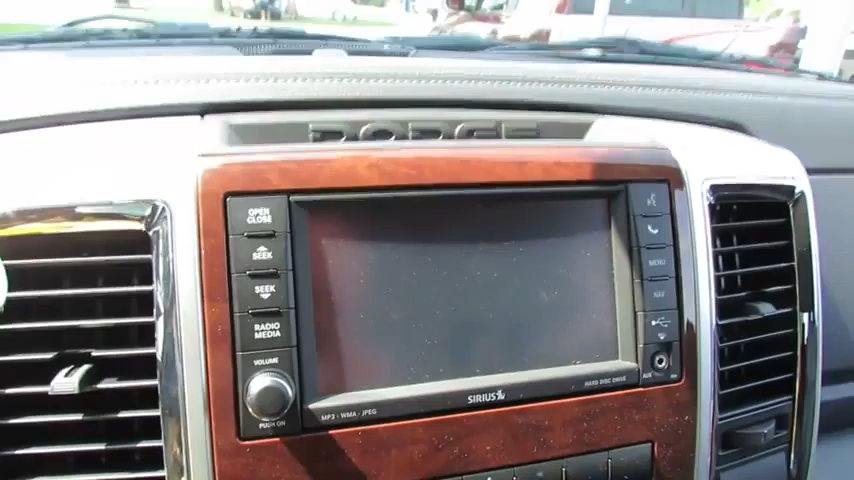 DODGE
OPEN
CLOSE
SEEK
SEEK
RADIO
MEDIA
VOLUME
PUSH ON
MP3 - WMA - JPEG
SIRIUS
HARD DISC DRIVE
MENU
NAV
AUX